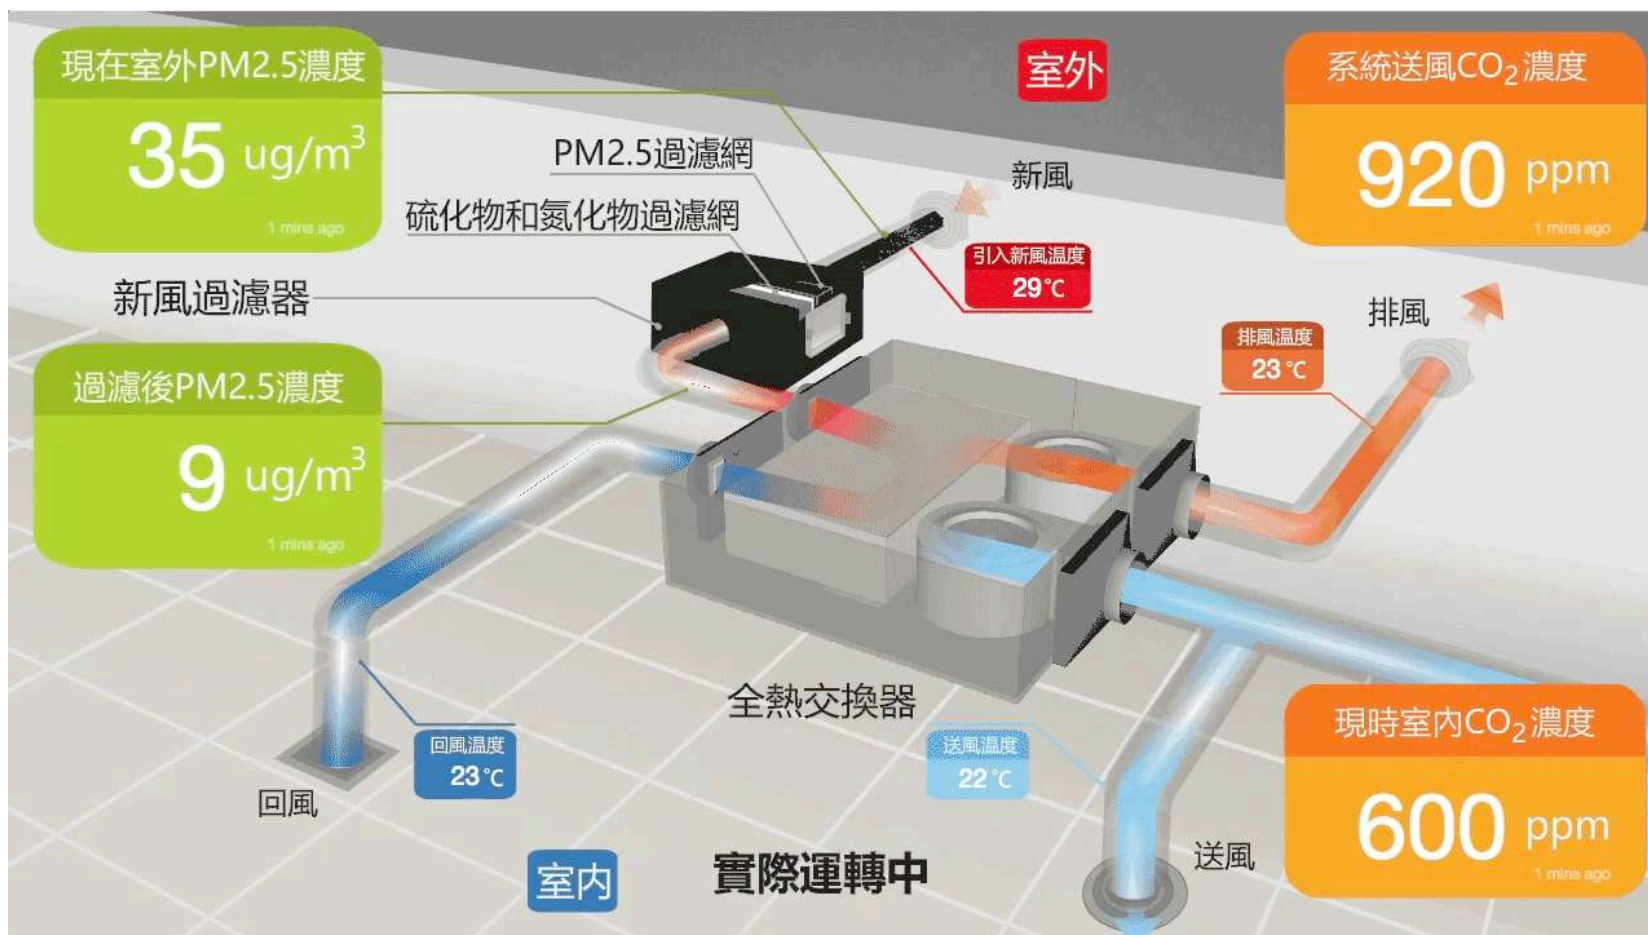 現在室外PM2.5濃度
35 ug/m³
1 mins ago
室外
系統送風CO₂濃度
920 ppm
1 mins ago
PM2.5過濾網
新風
硫化物和氮化物過濾網
引入新風温度
29℃
新風過濾器
排風
排風温度
23℃
過濾後PM2.5濃度
9 ug/m³
1 mins ago
全熱交換器
回風温度
23℃
送風温度
22℃
現時室內CO₂濃度
600 ppm
1 mins ago
回風
室内
實際運轉中
送風